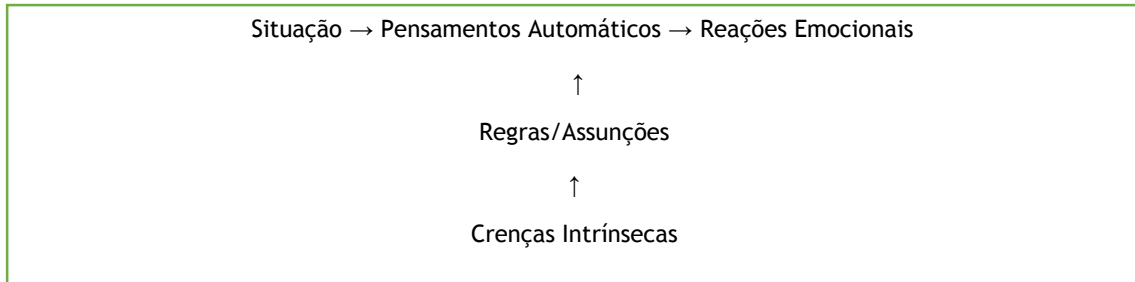 Situação → Pensamentos Automáticos → Reações Emocionais
↑
Regras/Assunções
↑
Crenças Intrínsecas